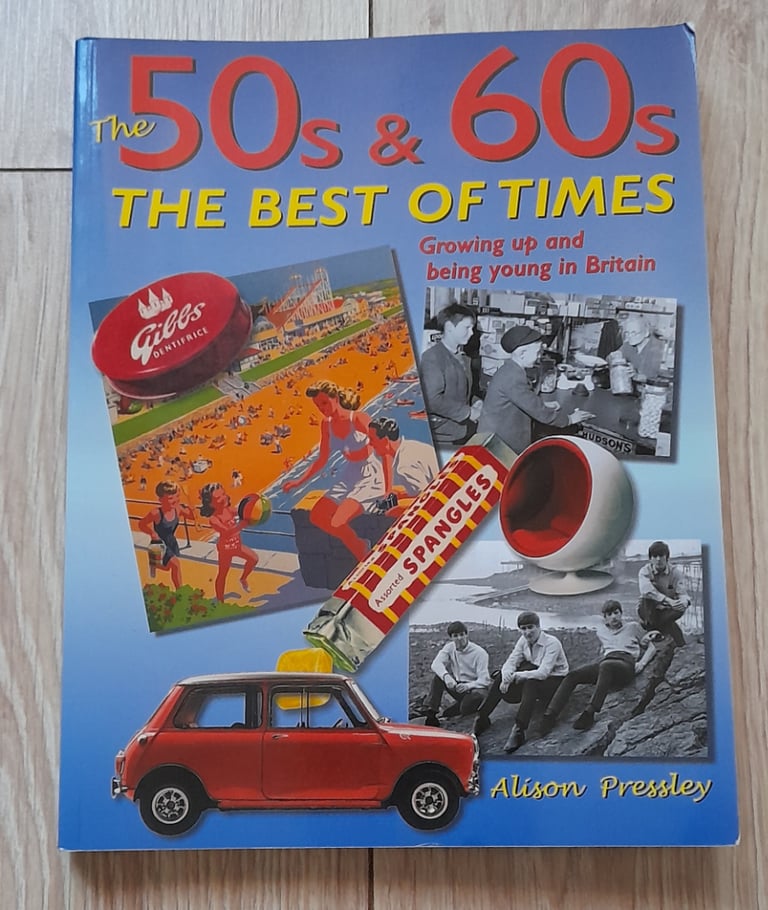 The 50s & 60s
THE BEST OF TIMES
Growing up and
being young in Britain
Gibbs
DENTIFRICE
HUDSON'S
Assorted SPANGLES
Alison Pressley